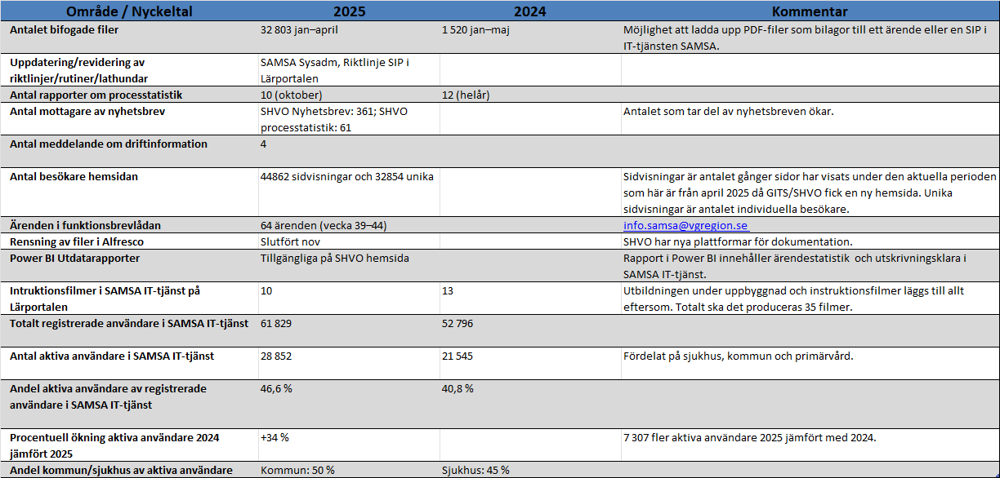 Område / Nyckeltal 2025 2024 Kommentar
Antalet bifogade filer 32 803 jan–april 1 520 jan–maj Möjlighet att ladda upp PDF-filer som bilagor till ett ärende eller en SIP i
IT-tjänsten SAMSA.
Uppdatering/revidering av SAMSA Sysadm, Riktlinje SIP i
riktlinjer/rutiner/lathundar Lärportalen
Antal rapporter om processtatistik 10 (oktober) 12 (helår)
Antal mottagare av nyhetsbrev SHVO Nyhetsbrev: 361; SHVO Antalet som tar del av nyhetsbreven ökar.
processtatistik: 61
Antal meddelande om driftinformation 4
Antal besökare hemsidan 44862 sidvisningar och 32854 unika Sidvisningar är antalet gånger sidor har visats under den aktuella perioden
som här är från april 2025 då GITS/SHVO fick en ny hemsida. Unika
sidvisningar är antalet individuella besökare.
Ärenden i funktionsbrevlådan 64 ärenden (vecka 39–44) info.samsa@vgregion.se
Rensning av filer i Alfresco Slutfört nov SHVO har nya plattformar för dokumentation.
Power BI Utdatarapporter Tillgängliga på SHVO hemsida Rapport i Power BI innehåller ärendestatistik och utskrivningsklara i
SAMSA IT-tjänst.
Intruktionsfilmer i SAMSA IT-tjänst på 10 13 Utbildningen under uppbyggnad och instruktionsfilmer läggs till allt
Lärportalen eftersom. Totalt ska det produceras 35 filmer.
Totalt registrerade användare i SAMSA IT-tjänst 61 829 52 796
Antal aktiva användare i SAMSA IT-tjänst 28 852 21 545 Fördelat på sjukhus, kommun och primärvård.
Andel aktiva användare av registrerade 46,6 % 40,8 %
användare i SAMSA IT-tjänst
Procentuell ökning aktiva användare 2024 +34 % 7 307 fler aktiva användare 2025 jämfört med 2024.
jämfört 2025
Andel kommun/sjukhus av aktiva användare Kommun: 50 % Sjukhus: 45 %